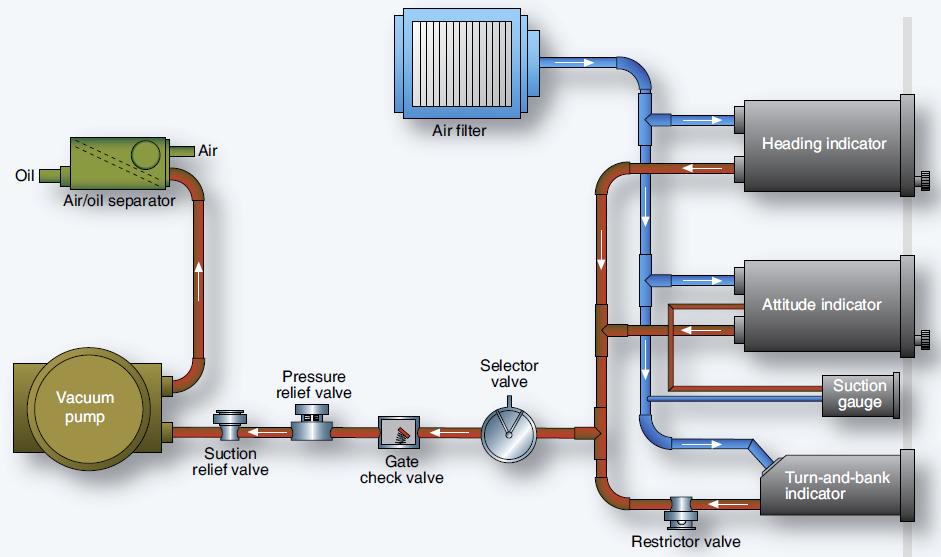 Air filter
Heading indicator
Air
Oil
Air/oil separator
Attitude indicator
Suction
gauge
Selector
valve
Pressure
relief valve
Vacuum
pump
Suction
relief valve
Gate
check valve
Turn-and-bank
indicator
Restrictor valve